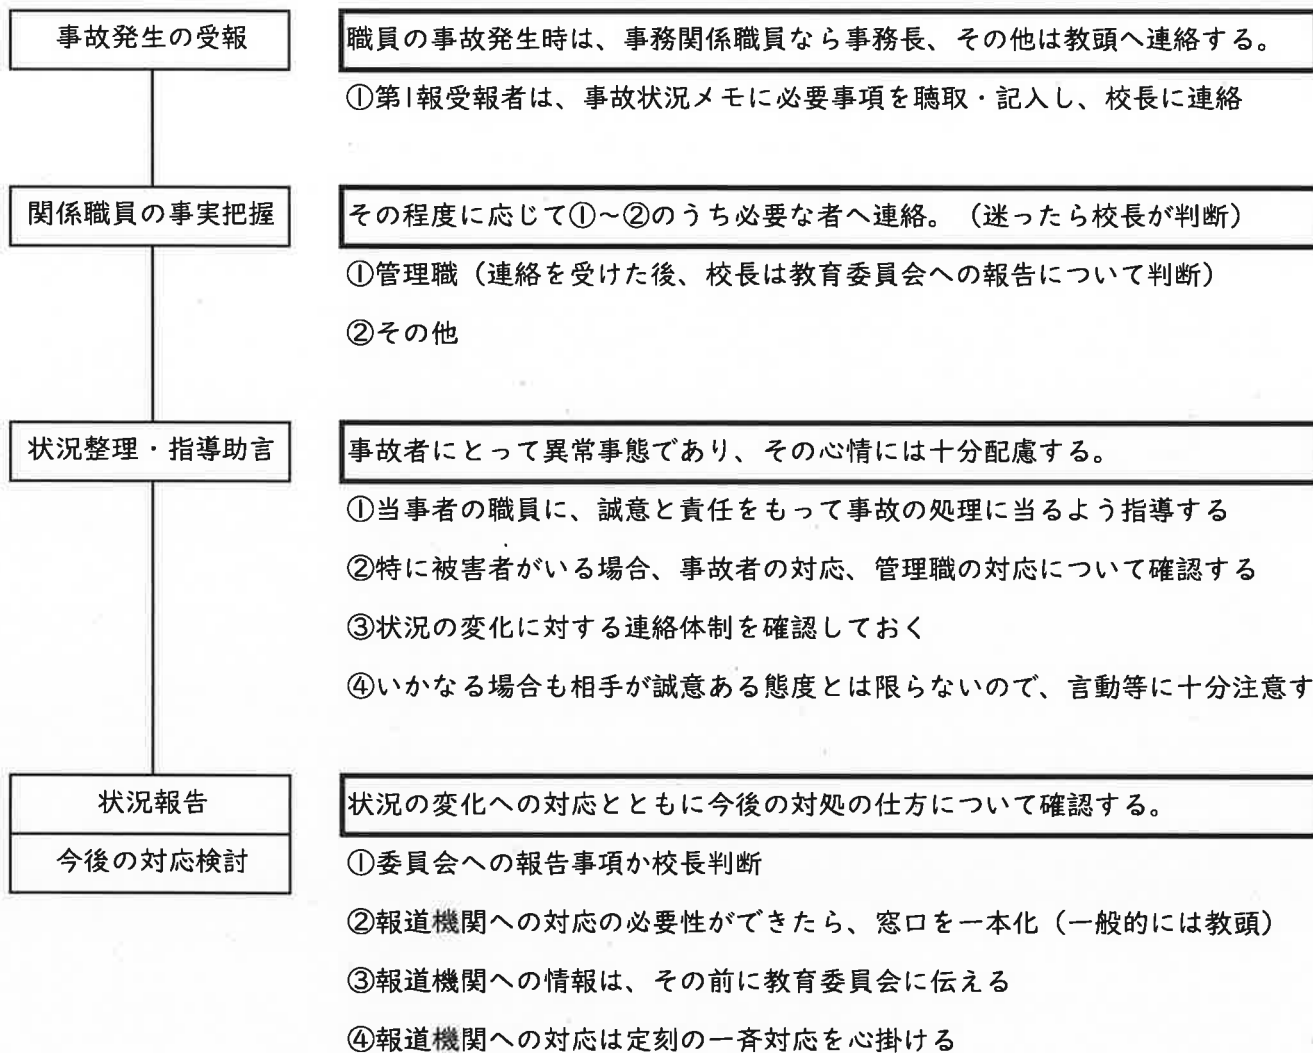 事故発生の受報
職員の事故発生時は、事務関係職員なら事務長、その他は教頭へ連絡する。
①第1報受報者は、事故状況メモに必要事項を聴取・記入し、校長に連絡
関係職員の事実把握
その程度に応じて①～②のうち必要な者へ連絡。（迷ったら校長が判断）
①管理職（連絡を受けた後、校長は教育委員会への報告について判断）
②その他
状況整理・指導助言
事故者にとって異常事態であり、その心情には十分配慮する。
①当事者の職員に、誠意と責任をもって事故の処理に当るよう指導する
②特に被害者がいる場合、事故者の対応、管理職の対応について確認する
③状況の変化に対する連絡体制を確認しておく
④いかなる場合も相手が誠意ある態度とは限らないので、言動等に十分注意す
状況報告
今後の対応検討
状況の変化への対応とともに今後の対処の仕方について確認する。
①委員会への報告事項か校長判断
②報道機関への対応の必要性ができたら、窓口を一本化（一般的には教頭）
③報道機関への情報は、その前に教育委員会に伝える
④報道機関への対応は定刻の一斉対応を心掛ける